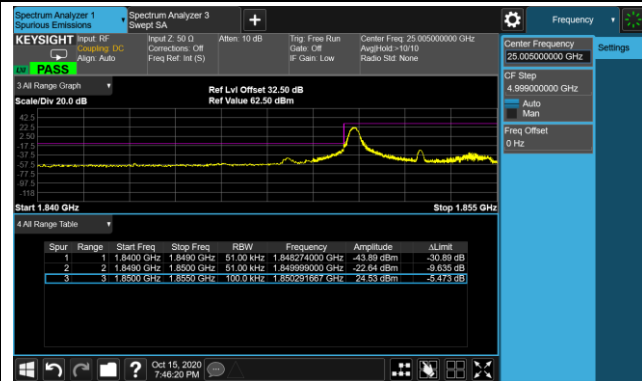 Spectrum Analyzer 1
Spurious Emissions
Spectrum Analyzer 3
Swept SA
Frequency
KEYSIGHT
Input: RF
Coupling: DC
Align: Auto
Input Z: 50 Ω
Corrections: Off
Freq Ref: Int (S)
Atten: 10 dB
Trig: Free Run
Gate: Off
IF Gain: Low
Center Freq: 25.005000000 GHz
Avg|Hold:>10/10
Radio Std: None
LXI
PASS
Center Frequency
25.005000000 GHz
Settings
CF Step
4.999000000 GHz
Auto
Man
Freq Offset
0 Hz
3 All Range Graph
Scale/Div 20.0 dB
Ref Lvl Offset 32.50 dB
Ref Value 62.50 dBm
42.5
22.5
2.50
-17.5
-37.5
-57.5
-77.5
-97.5
-118
Start 1.840 GHz
Stop 1.855 GHz
4 All Range Table
Spur Range Start Freq Stop Freq RBW Frequency Amplitude ΔLimit
1 1 1.8400 GHz 1.8490 GHz 51.00 kHz 1.848274000 GHz -43.89 dBm -30.89 dB
2 2 1.8490 GHz 1.8500 GHz 51.00 kHz 1.849999000 GHz -22.64 dBm -9.635 dB
3 3 1.8500 GHz 1.8550 GHz 100.0 kHz 1.850291667 GHz 24.53 dBm -5.473 dB
Oct 15, 2020
7:46:20 PM